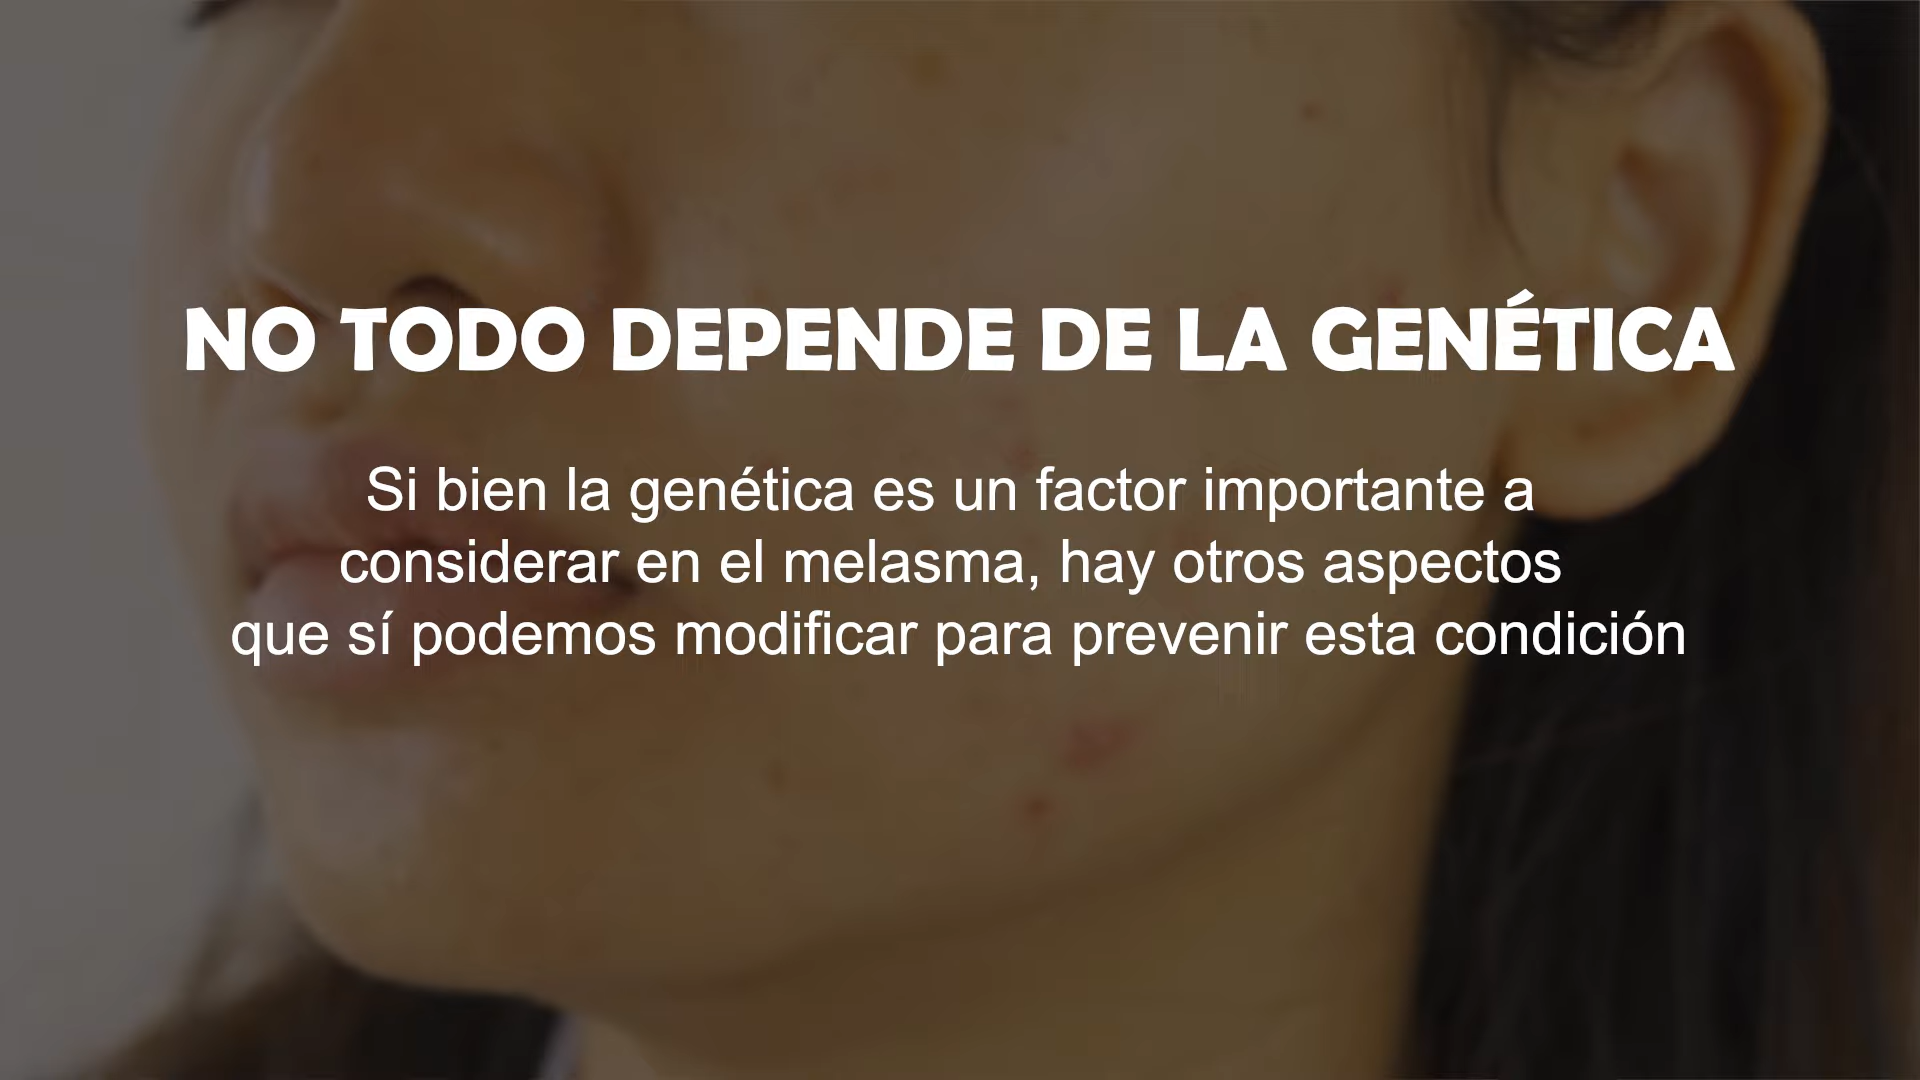 NO TODO DEPENDE DE LA GENÉTICA
Si bien la genética es un factor importante a
considerar en el melasma, hay otros aspectos
que sí podemos modificar para prevenir esta condición